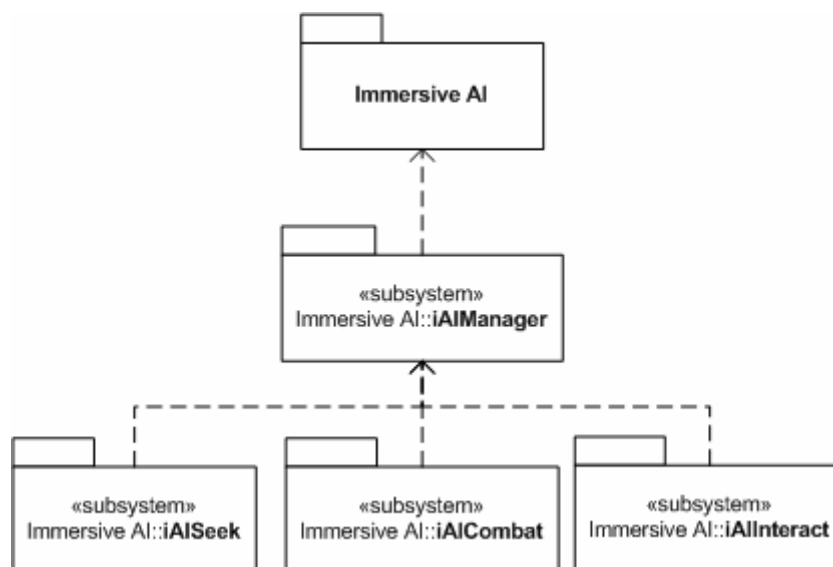 Immersive AI
«subsystem»
Immersive AI::iAIManager
«subsystem»
Immersive AI::iAISeek
«subsystem»
Immersive AI::iAICombat
«subsystem»
Immersive AI::iAIInteract